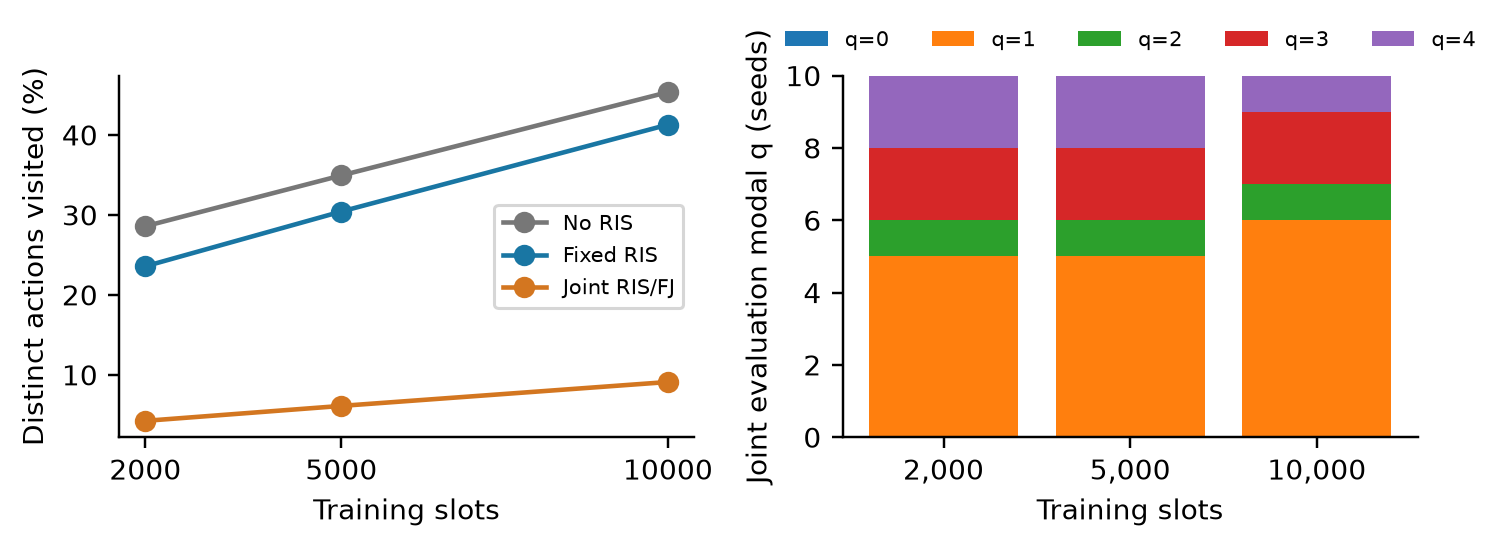 Distinct actions visited (%)
40
30
20
10
2000 5000 10000
Training slots
No RIS
Fixed RIS
Joint RIS/FJ
q=0 q=1 q=2 q=3 q=4
Joint evaluation modal q (seeds)
10
8
6
4
2
0
2,000 5,000 10,000
Training slots